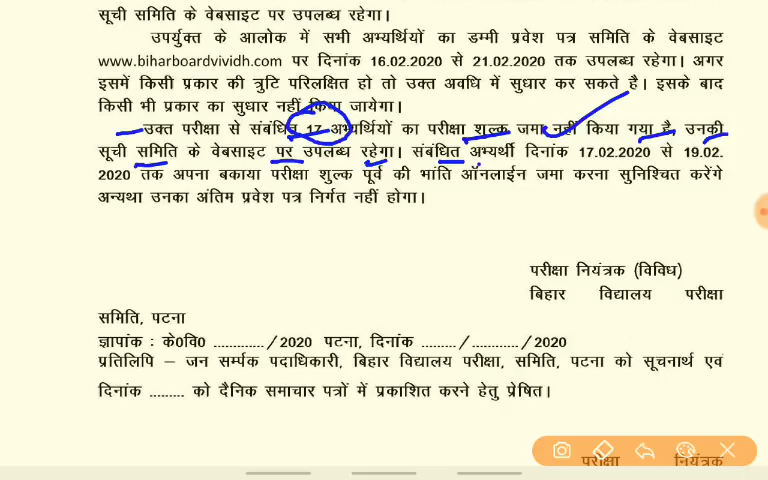 सूची समिति के वेबसाइट पर उपलब्ध रहेगा।
उपर्युक्त के आलोक में सभी अभ्यर्थियों का डम्मी प्रवेश पत्र समिति के वेबसाइट
www.biharboardvividh.com पर दिनांक 16.02.2020 से 21.02.2020 तक उपलब्ध रहेगा। अगर
इसमें किसी प्रकार की त्रुटि परिलक्षित हो तो उक्त अवधि में सुधार कर सकते है। इसके बाद
किसी भी प्रकार का सुधार नहीं किया जायेगा।
उक्त परीक्षा से संबंधित 17 अभ्यर्थियों का परीक्षा शुल्क जमा नहीं किया गया है, उनकी
सूची समिति के वेबसाइट पर उपलब्ध रहेगा। संबंधित अभ्यर्थी दिनांक 17.02.2020 से 19.02.
2020 तक अपना बकाया परीक्षा शुल्क पूर्व की भांति ऑनलाईन जमा करना सुनिश्चित करेंगे
अन्यथा उनका अंतिम प्रवेश पत्र निर्गत नहीं होगा।
परीक्षा नियंत्रक (विविध)
बिहार विद्यालय परीक्षा
समिति, पटना
ज्ञापांक : के0वि0 ............/2020 पटना, दिनांक ......../.........../2020
प्रतिलिपि – जन सर्म्पक पदाधिकारी, बिहार विद्यालय परीक्षा, समिति, पटना को सूचनार्थ एवं
दिनांक ......... को दैनिक समाचार पत्रों में प्रकाशित करने हेतु प्रेषित।
परीक्षा नियंत्रक